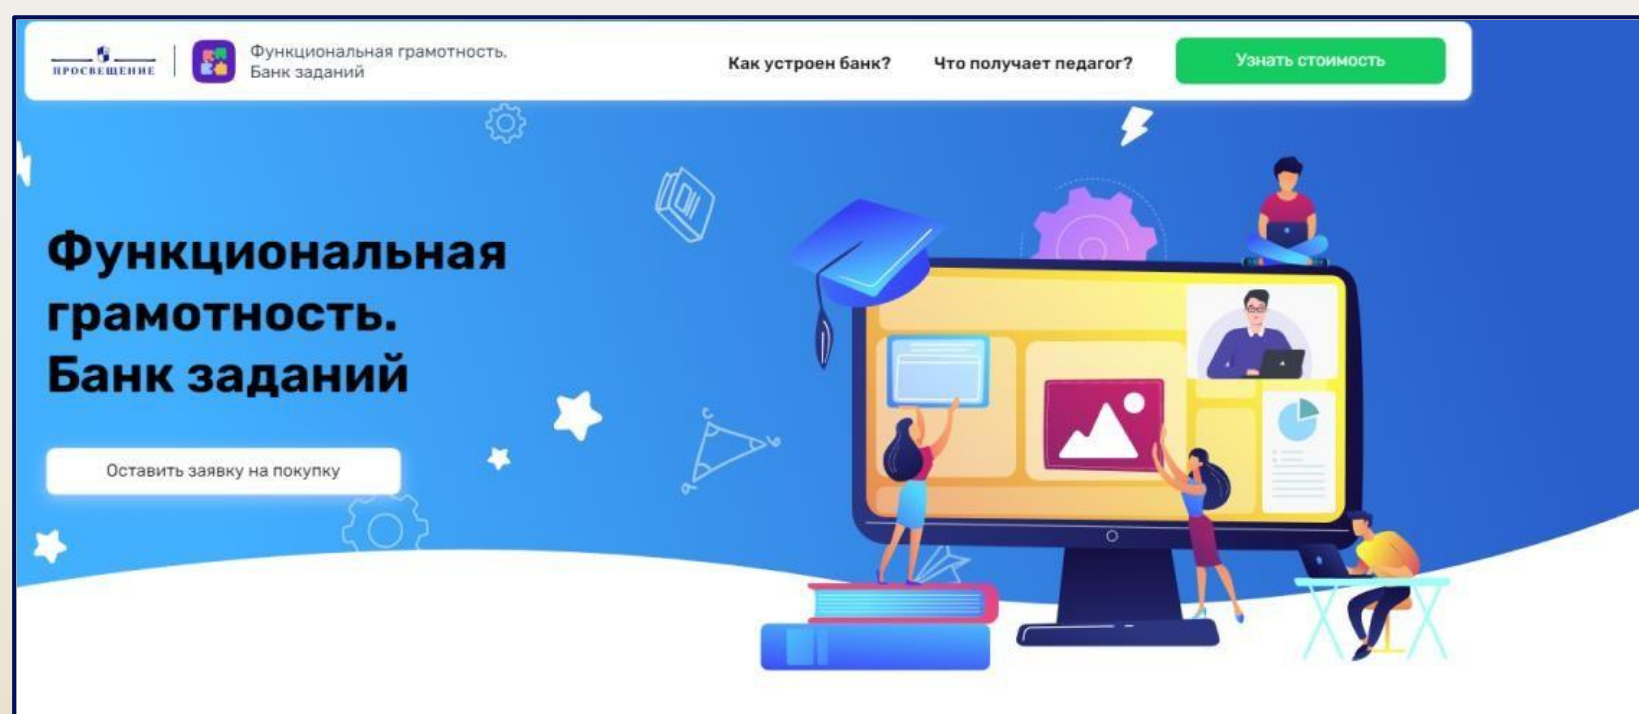 ПРОСВЕЩЕНИЕ
Функциональная грамотность.
Банк заданий
Как устроен банк?
Что получает педагог?
Узнать стоимость
Функциональная
грамотность.
Банк заданий
Оставить заявку на покупку
c
b
a